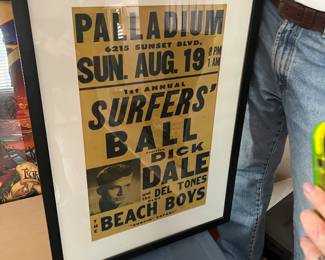 PALLADIUM
6215 SUNSET BLVD.
SUN. AUG. 19 8 PM
1 AM
1st ANNUAL
SURFERS'
BALL
DICK
DALE
and the DEL TONES
THE BEACH BOYS